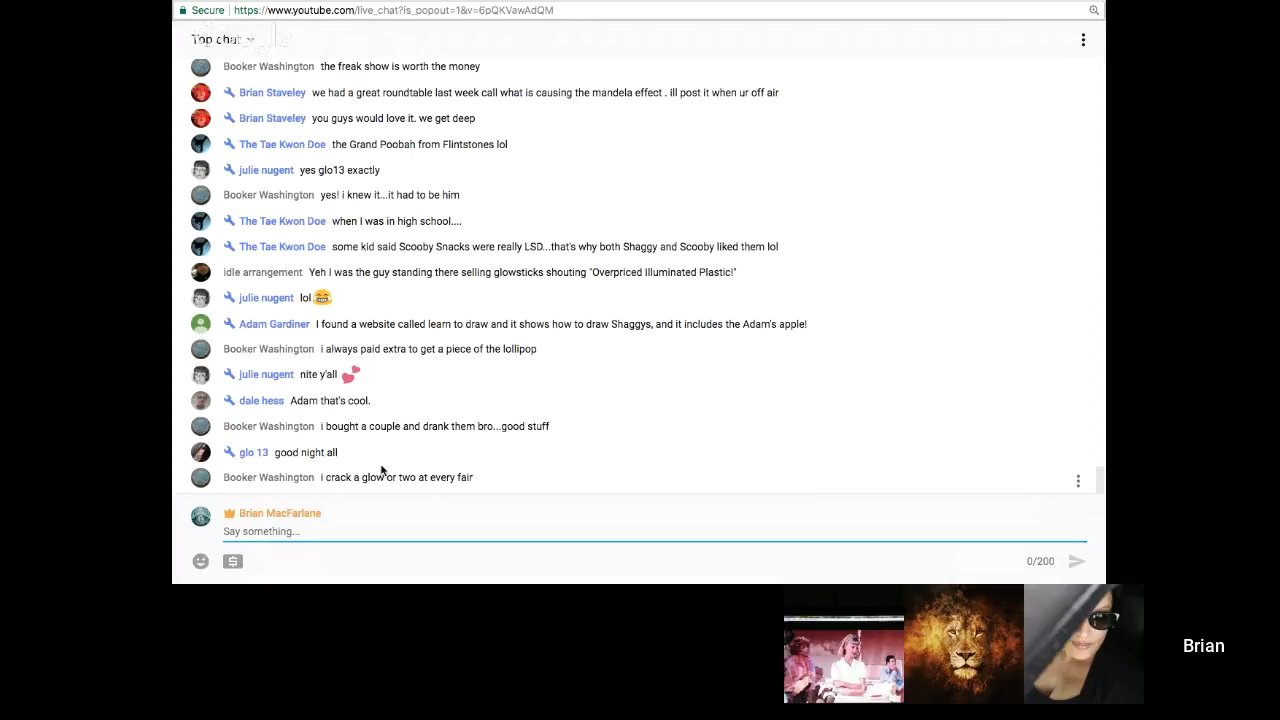 Secure https://www.youtube.com/live_chat?is_popout=1&v=6pQKVawAdQM
Top chat
Booker Washington the freak show is worth the money
Brian Staveley we had a great roundtable last week call what is causing the mandela effect . ill post it when ur off air
Brian Staveley you guys would love it. we get deep
The Tae Kwon Doe the Grand Poobah from Flintstones lol
julie nugent yes glo13 exactly
Booker Washington yes! i knew it...it had to be him
The Tae Kwon Doe when I was in high school....
The Tae Kwon Doe some kid said Scooby Snacks were really LSD...that's why both Shaggy and Scooby liked them lol
idle arrangement Yeh I was the guy standing there selling glowsticks shouting "Overpriced Illuminated Plastic!"
julie nugent lol😂
Adam Gardiner I found a website called learn to draw and it shows how to draw Shaggys, and it includes the Adam's apple!
Booker Washington i always paid extra to get a piece of the lollipop
julie nugent nite y'all 💕
dale hess Adam that's cool.
Booker Washington i bought a couple and drank them bro...good stuff
glo 13 good night all
Booker Washington i crack a glow or two at every fair
Brian MacFarlane
Say something...
0/200
Brian